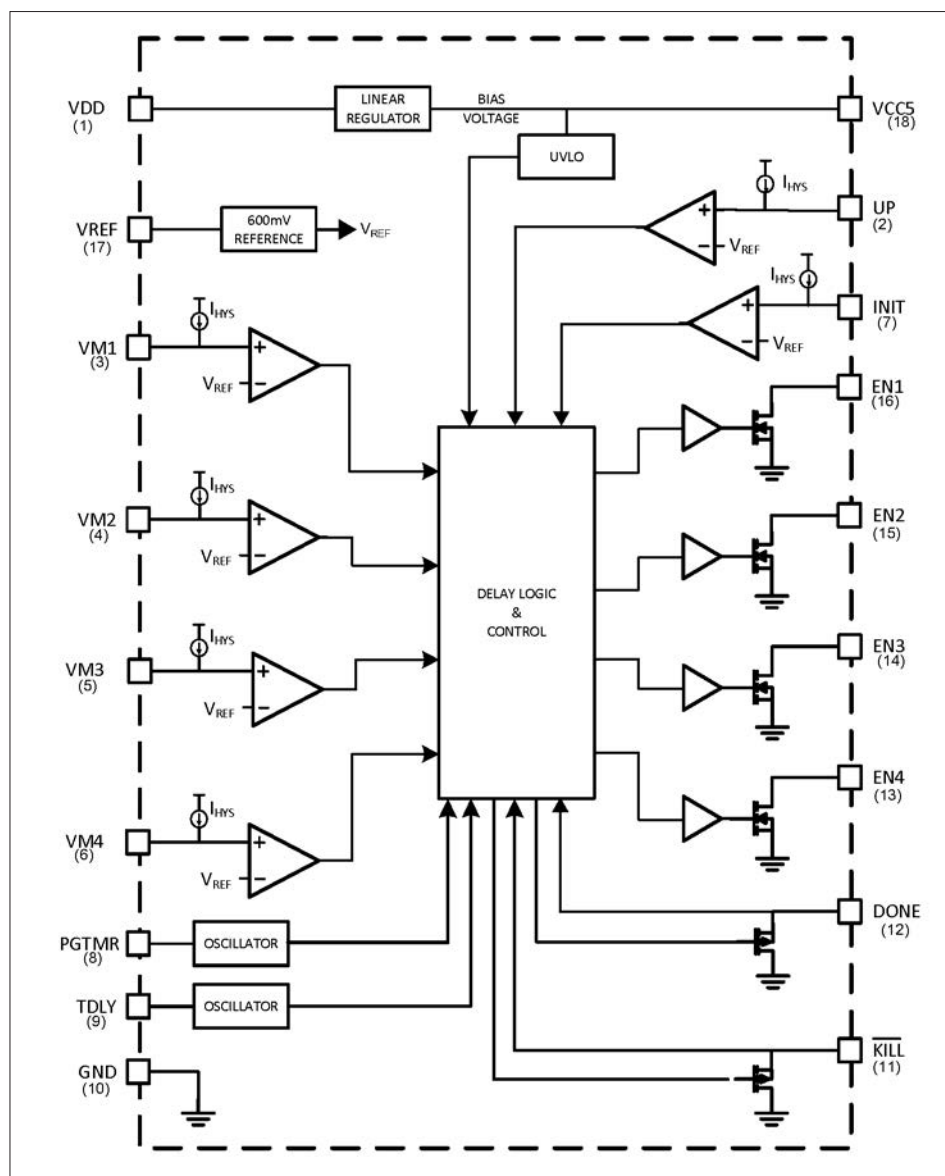 VDD
(1)
LINEAR
REGULATOR
BIAS
VOLTAGE
VCC5
(18)
UVLO
IHYS
UP
(2)
+
−
VREF
VREF
(17)
600mV
REFERENCE
VREF
IHYS
INIT
(7)
+
−
VREF
IHYS
VM1
(3)
+
VREF
−
EN1
(16)
IHYS
VM2
(4)
+
VREF
−
EN2
(15)
DELAY LOGIC
&
CONTROL
IHYS
VM3
(5)
+
VREF
−
EN3
(14)
IHYS
VM4
(6)
+
VREF
−
EN4
(13)
PGTMR
(8)
OSCILLATOR
DONE
(12)
TDLY
(9)
OSCILLATOR
GND
(10)
KILL
(11)